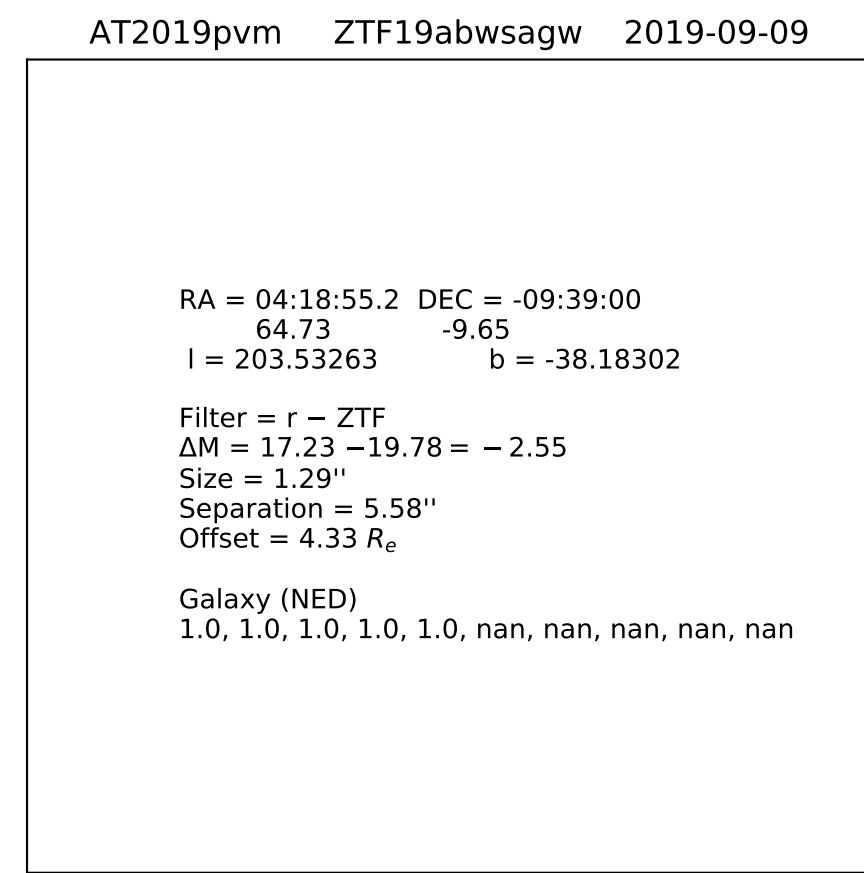 AT2019pvm ZTF19abwsagw 2019-09-09
RA = 04:18:55.2 DEC = -09:39:00
64.73 -9.65
l = 203.53263 b = -38.18302
Filter = r − ZTF
ΔM = 17.23 −19.78 = −2.55
Size = 1.29''
Separation = 5.58''
Offset = 4.33 Re
Galaxy (NED)
1.0, 1.0, 1.0, 1.0, 1.0, nan, nan, nan, nan, nan